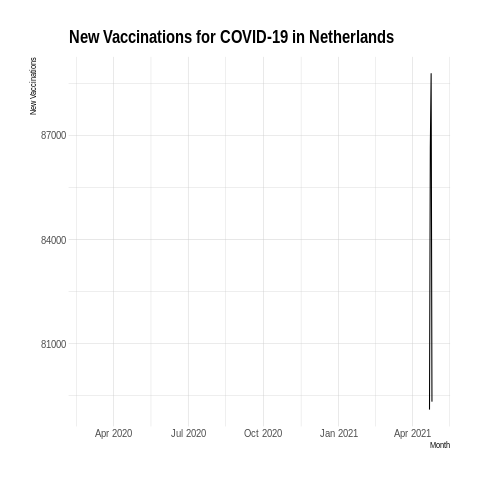 New Vaccinations for COVID-19 in Netherlands
New Vaccinations
87000
84000
81000
Apr 2020 Jul 2020 Oct 2020 Jan 2021 Apr 2021
Month